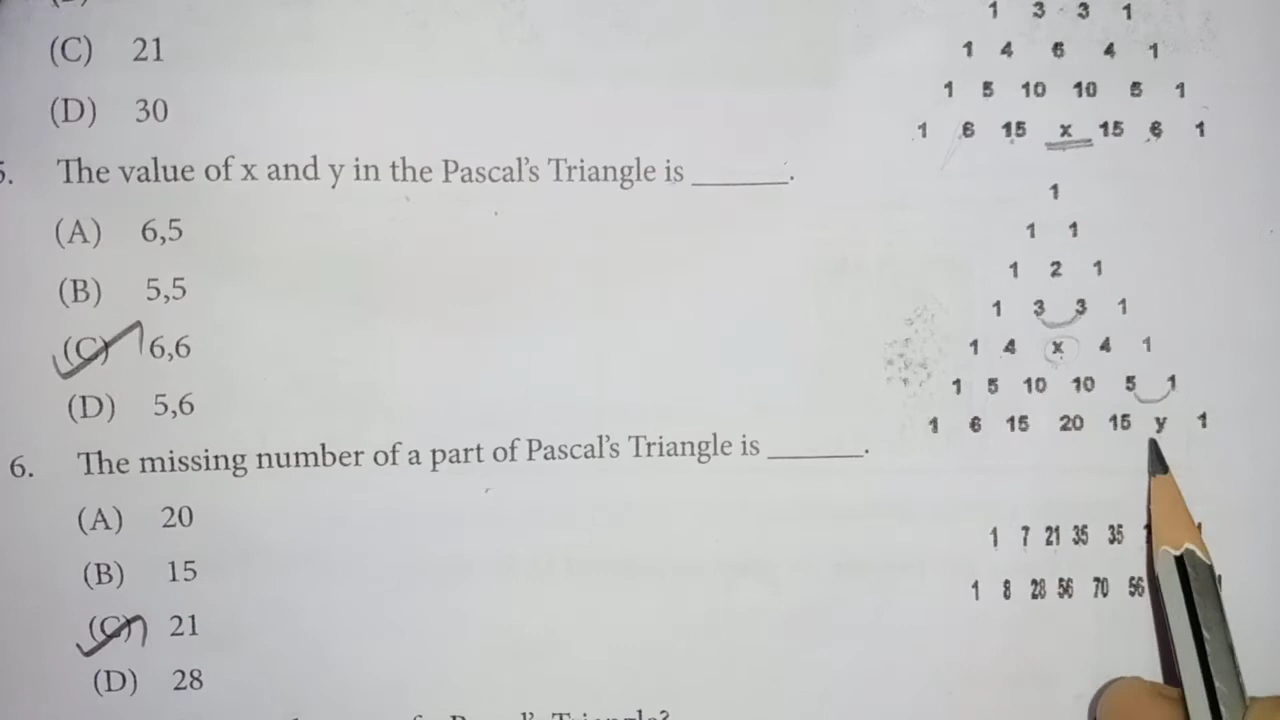 (C) 21
(D) 30
1 3 3 1
1 4 6 4 1
1 5 10 10 5 1
1 6 15 x 15 6 1
5. The value of x and y in the Pascal's Triangle is ______.
(A) 6,5
(B) 5,5
(C) 6,6
(D) 5,6
1
1 1
1 2 1
1 3 3 1
1 4 x 4 1
1 5 10 10 5 1
1 6 15 20 15 y 1
6. The missing number of a part of Pascal's Triangle is ______.
(A) 20
(B) 15
(C) 21
(D) 28
1 7 21 35 35
1 8 28 56 70 56